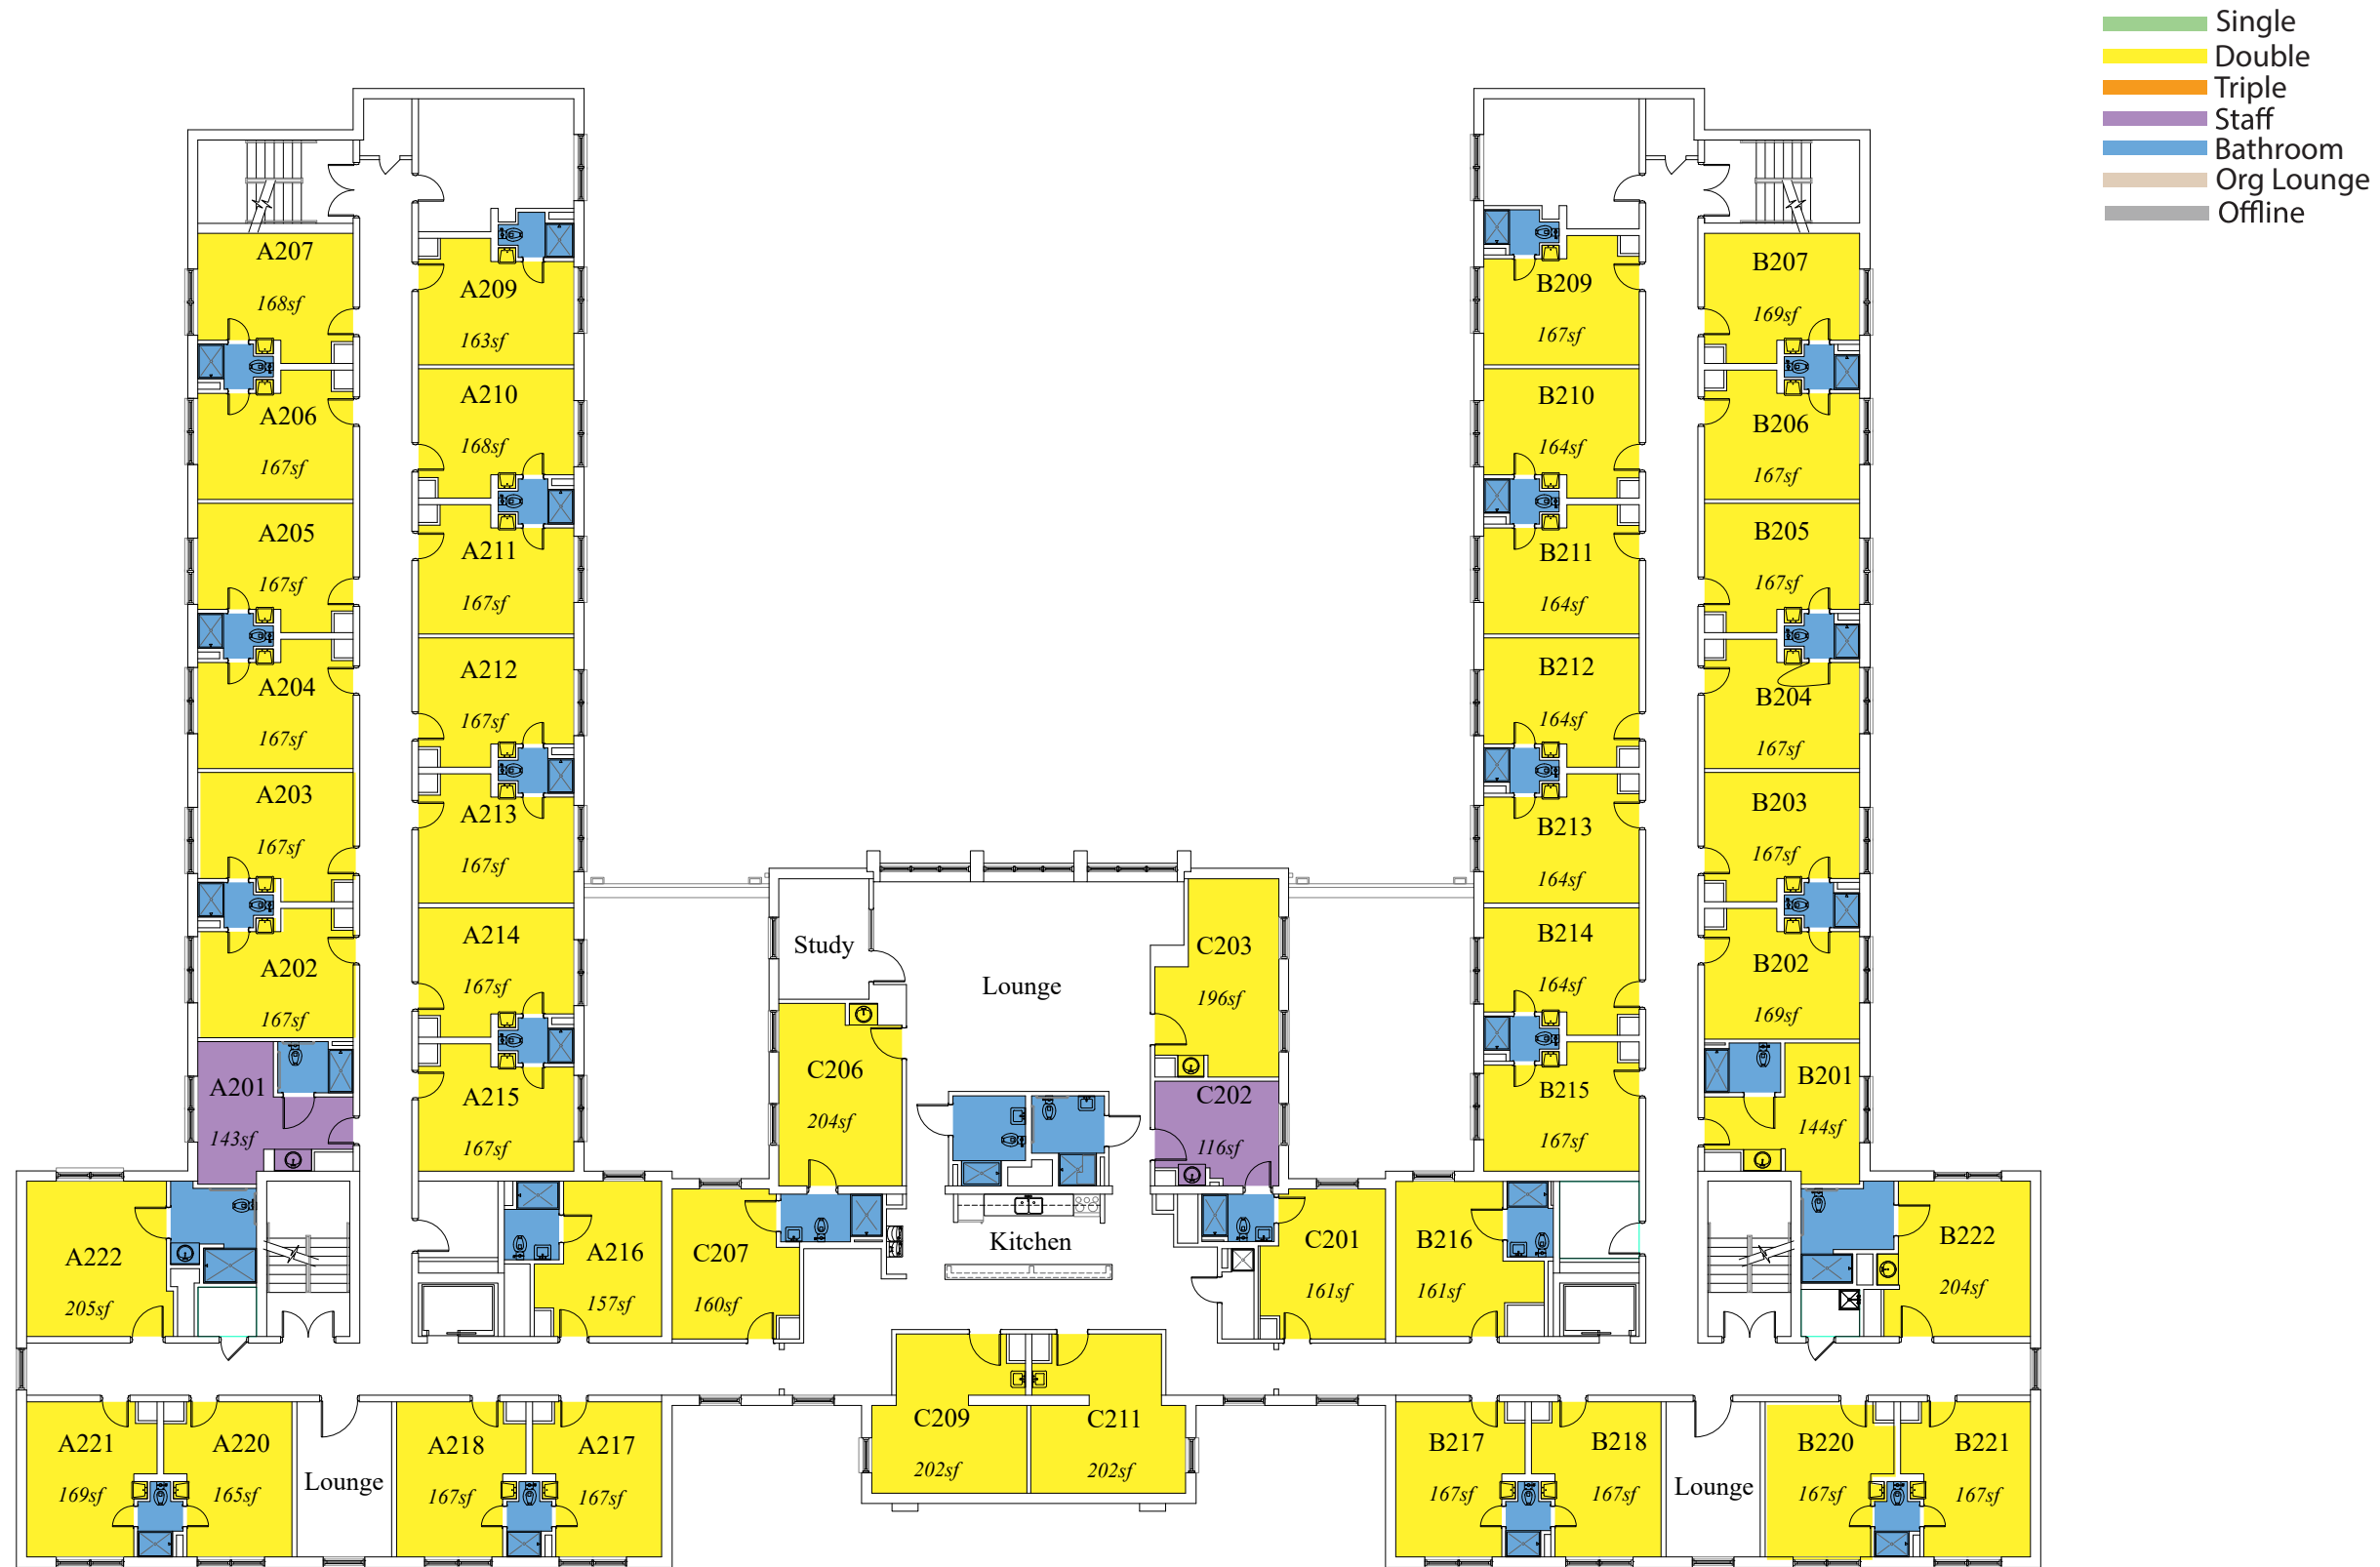 Single
Double
Triple
Staff
Bathroom
Org Lounge
Offline
A207
168sf
A206
167sf
A205
167sf
A204
167sf
A203
167sf
A202
167sf
A201
143sf
A209
163sf
A210
168sf
A211
167sf
A212
167sf
A213
167sf
A214
167sf
A215
167sf
B209
167sf
B210
164sf
B211
164sf
B212
164sf
B213
164sf
B214
164sf
B215
167sf
B207
169sf
B206
167sf
B205
167sf
B204
167sf
B203
167sf
B202
169sf
B201
144sf
Study
Lounge
C203
196sf
C206
204sf
C202
116sf
Kitchen
A222
205sf
A216
157sf
C207
160sf
C201
161sf
B216
161sf
B222
204sf
A221
169sf
A220
165sf
Lounge
A218
167sf
A217
167sf
C209
202sf
C211
202sf
B217
167sf
B218
167sf
Lounge
B220
167sf
B221
167sf